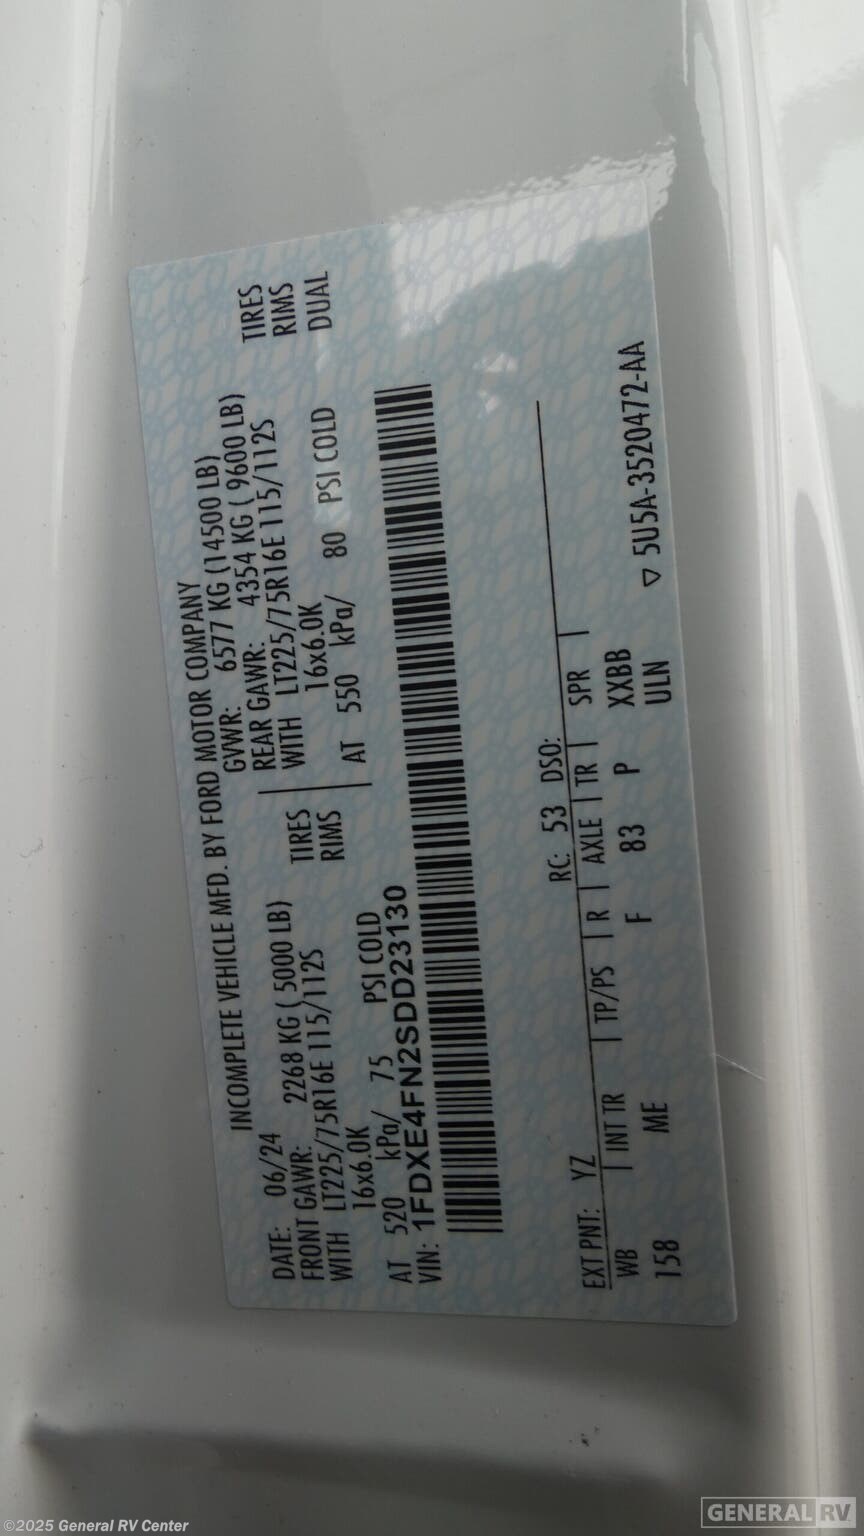 INCOMPLETE VEHICLE MFD. BY FORD MOTOR COMPANY
DATE: 06/24 GVWR: 6577 KG (14500 LB)
FRONT GAWR: 2268 KG ( 5000 LB) REAR GAWR: 4354 KG ( 9600 LB)
WITH LT225/75R16E 115/112S TIRES WITH LT225/75R16E 115/112S TIRES
16x6.0K RIMS 16x6.0K RIMS
AT 520 kPa/ 75 PSI COLD AT 550 kPa/ 80 PSI COLD DUAL
VIN: 1FDXE4FN2SDD23130
EXT PNT: YZ RC: 53 DSO:
WB INT TR TP/PS R AXLE TR SPR
158 ME F 83 P XXBB
ULN
▽ 5U5A-3520472-AA
©2025 General RV Center
GENERAL RV